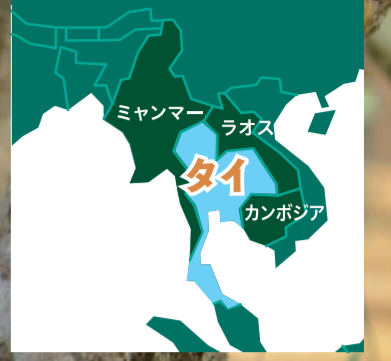 ミャンマー
ラオス
タイ
カンボジア